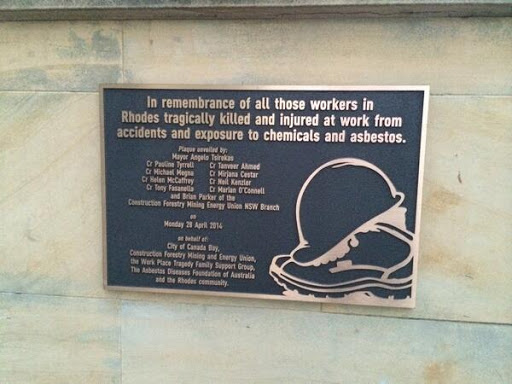 In remembrance of all those workers in
Rhodes tragically killed and injured at work from
accidents and exposure to chemicals and asbestos.
Plaque unveiled by:
Mayor Angelo Tsirekas
Cr Pauline Tyrrell Cr Tanveer Ahmed
Cr Michael Megna Cr Mirjana Cestar
Cr Helen McCaffrey Cr Neil Kenzler
Cr Tony Fasanella Cr Marian O'Connell
and Brian Parker of the
Construction Forestry Mining Energy Union NSW Branch
on
Monday 28 April 2014
on behalf of:
City of Canada Bay,
Construction Forestry Mining and Energy Union,
the Work Place Tragedy Family Support Group,
The Asbestos Diseases Foundation of Australia
and the Rhodes community.